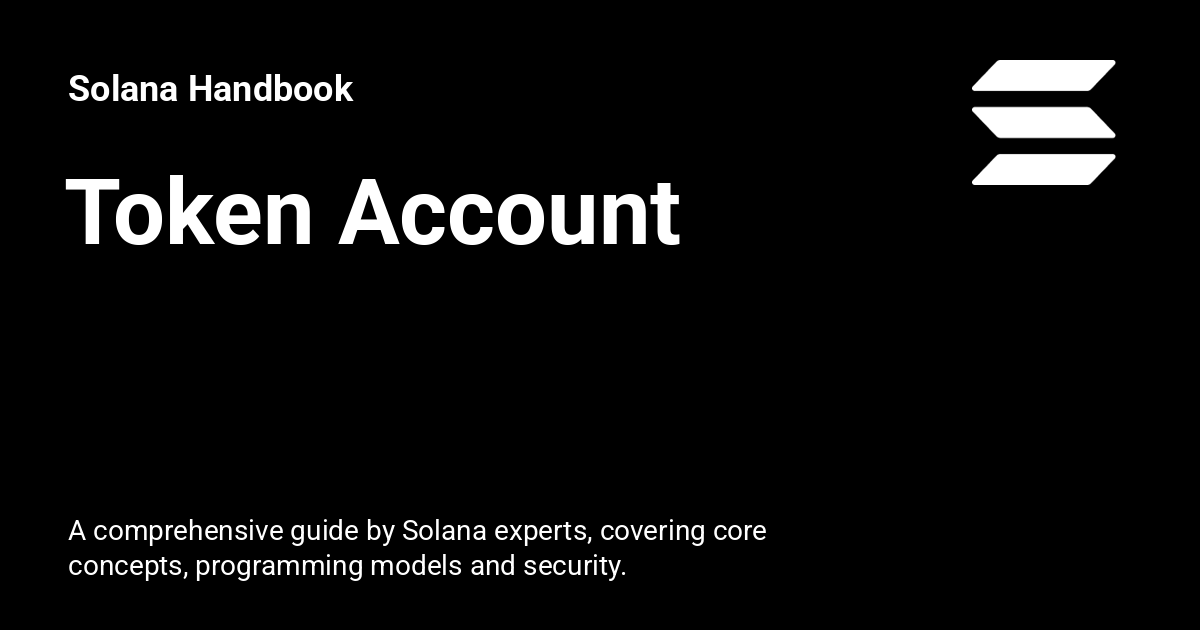 Solana Handbook
Token Account
A comprehensive guide by Solana experts, covering core
concepts, programming models and security.